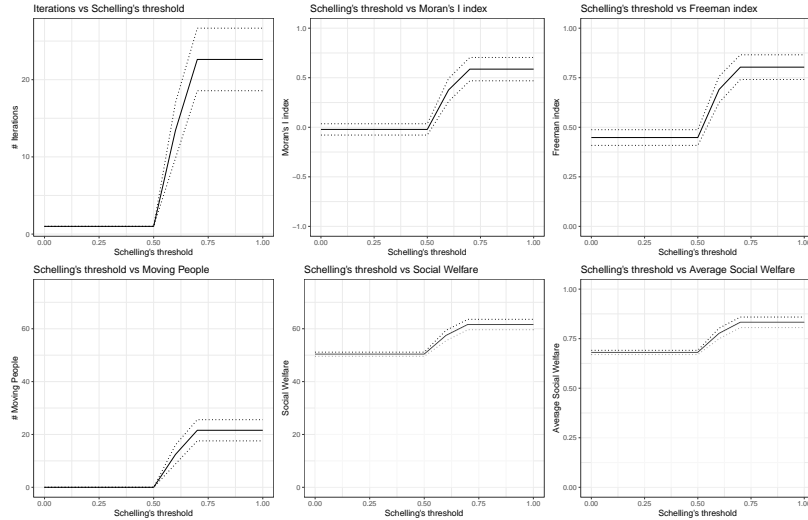 Iterations vs Schelling's threshold
# Iterations
20
10
0
0.00 0.25 0.50 0.75 1.00
Schelling's threshold
Schelling's threshold vs Moran's I index
Moran's I index
1.0
0.5
0.0
−0.5
−1.0
0.00 0.25 0.50 0.75 1.00
Schelling's threshold
Schelling's threshold vs Freeman index
Freeman index
1.00
0.75
0.50
0.25
0.00
0.00 0.25 0.50 0.75 1.00
Schelling's threshold
Schelling's threshold vs Moving People
# Moving People
60
40
20
0
0.00 0.25 0.50 0.75 1.00
Schelling's threshold
Schelling's threshold vs Social Welfare
Social Welfare
60
40
20
0
0.00 0.25 0.50 0.75 1.00
Schelling's threshold
Schelling's threshold vs Average Social Welfare
Average Social Welfare
1.00
0.75
0.50
0.25
0.00
0.00 0.25 0.50 0.75 1.00
Schelling's threshold